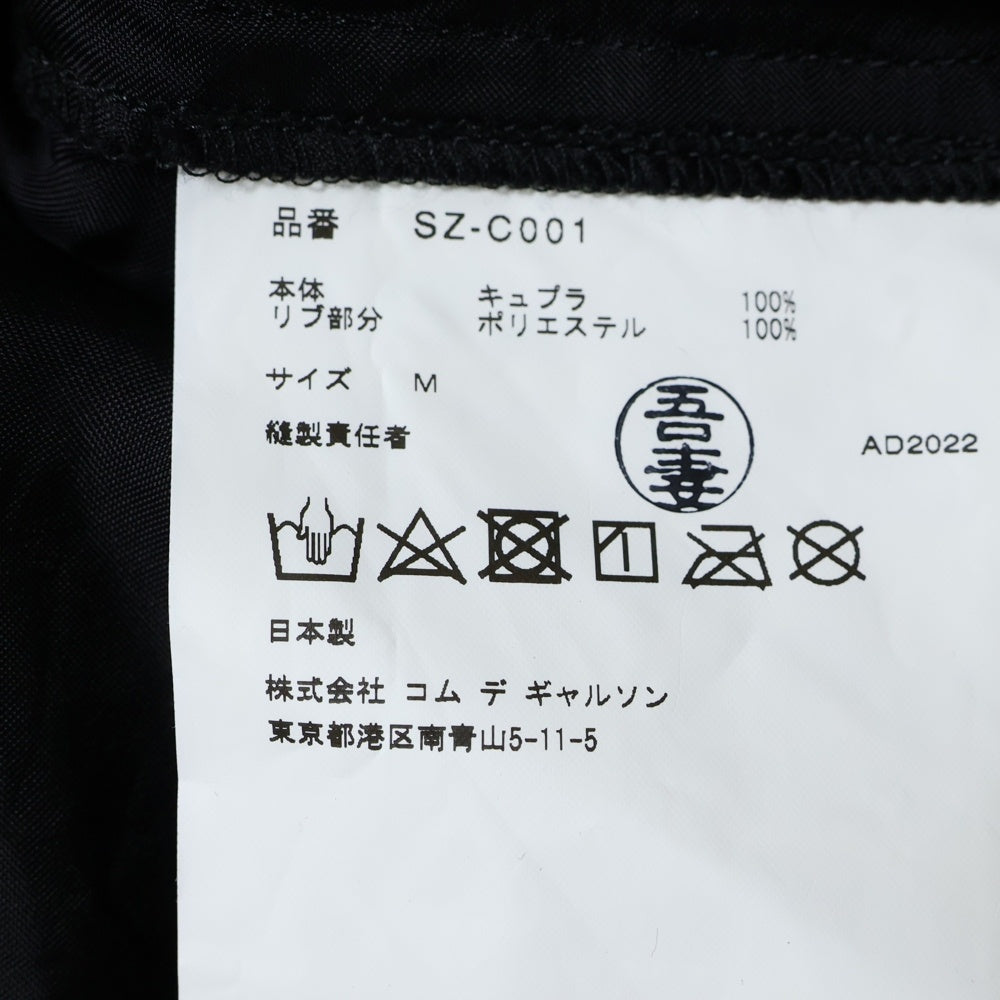 品番 SZ-C001
本体 キュプラ 100%
リブ部分 ポリエステル 100%
サイズ M
縫製責任者 吾妻 AD2022
日本製
株式会社 コム デ ギャルソン
東京都港区南青山5-11-5